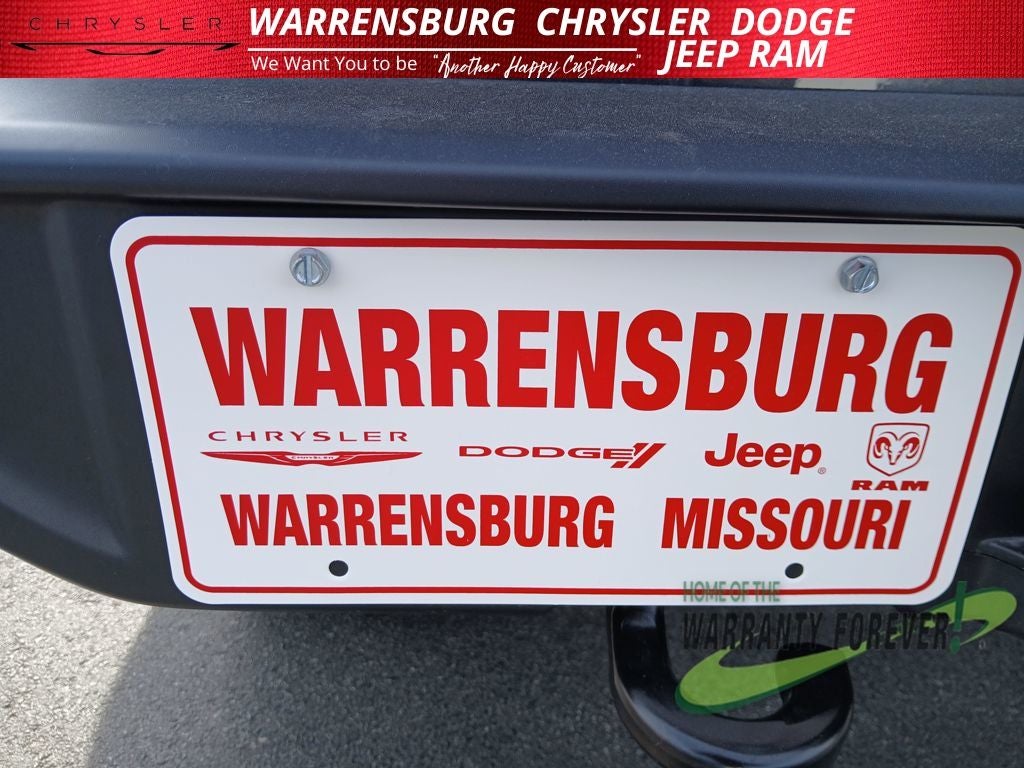 CHRYSLER
WARRENSBURG CHRYSLER DODGE
JEEP RAM
We Want You to be "Another Happy Customer"
WARRENSBURG
CHRYSLER
CHRYSLER
DODGE
Jeep®
RAM
WARRENSBURG MISSOURI
HOME OF THE
WARRANTY FOREVER!